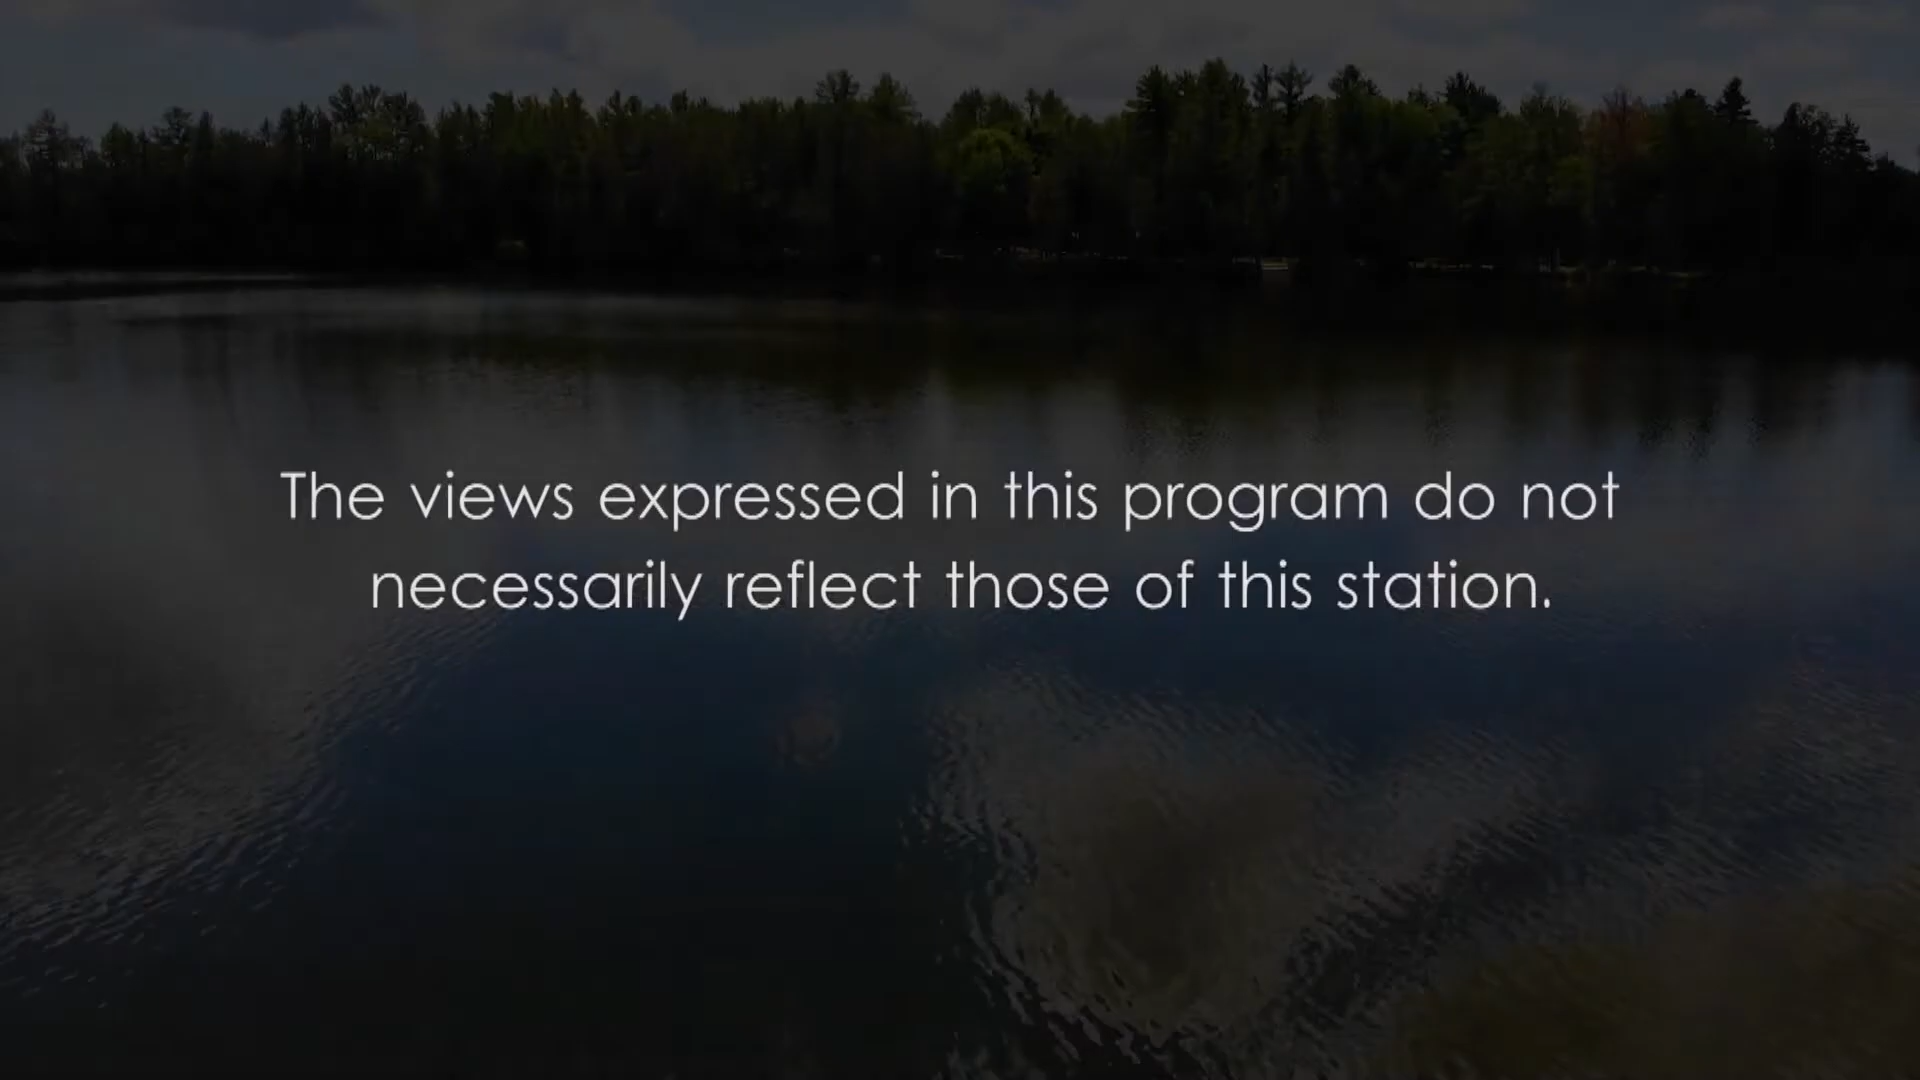 The views expressed in this program do not
necessarily reflect those of this station.